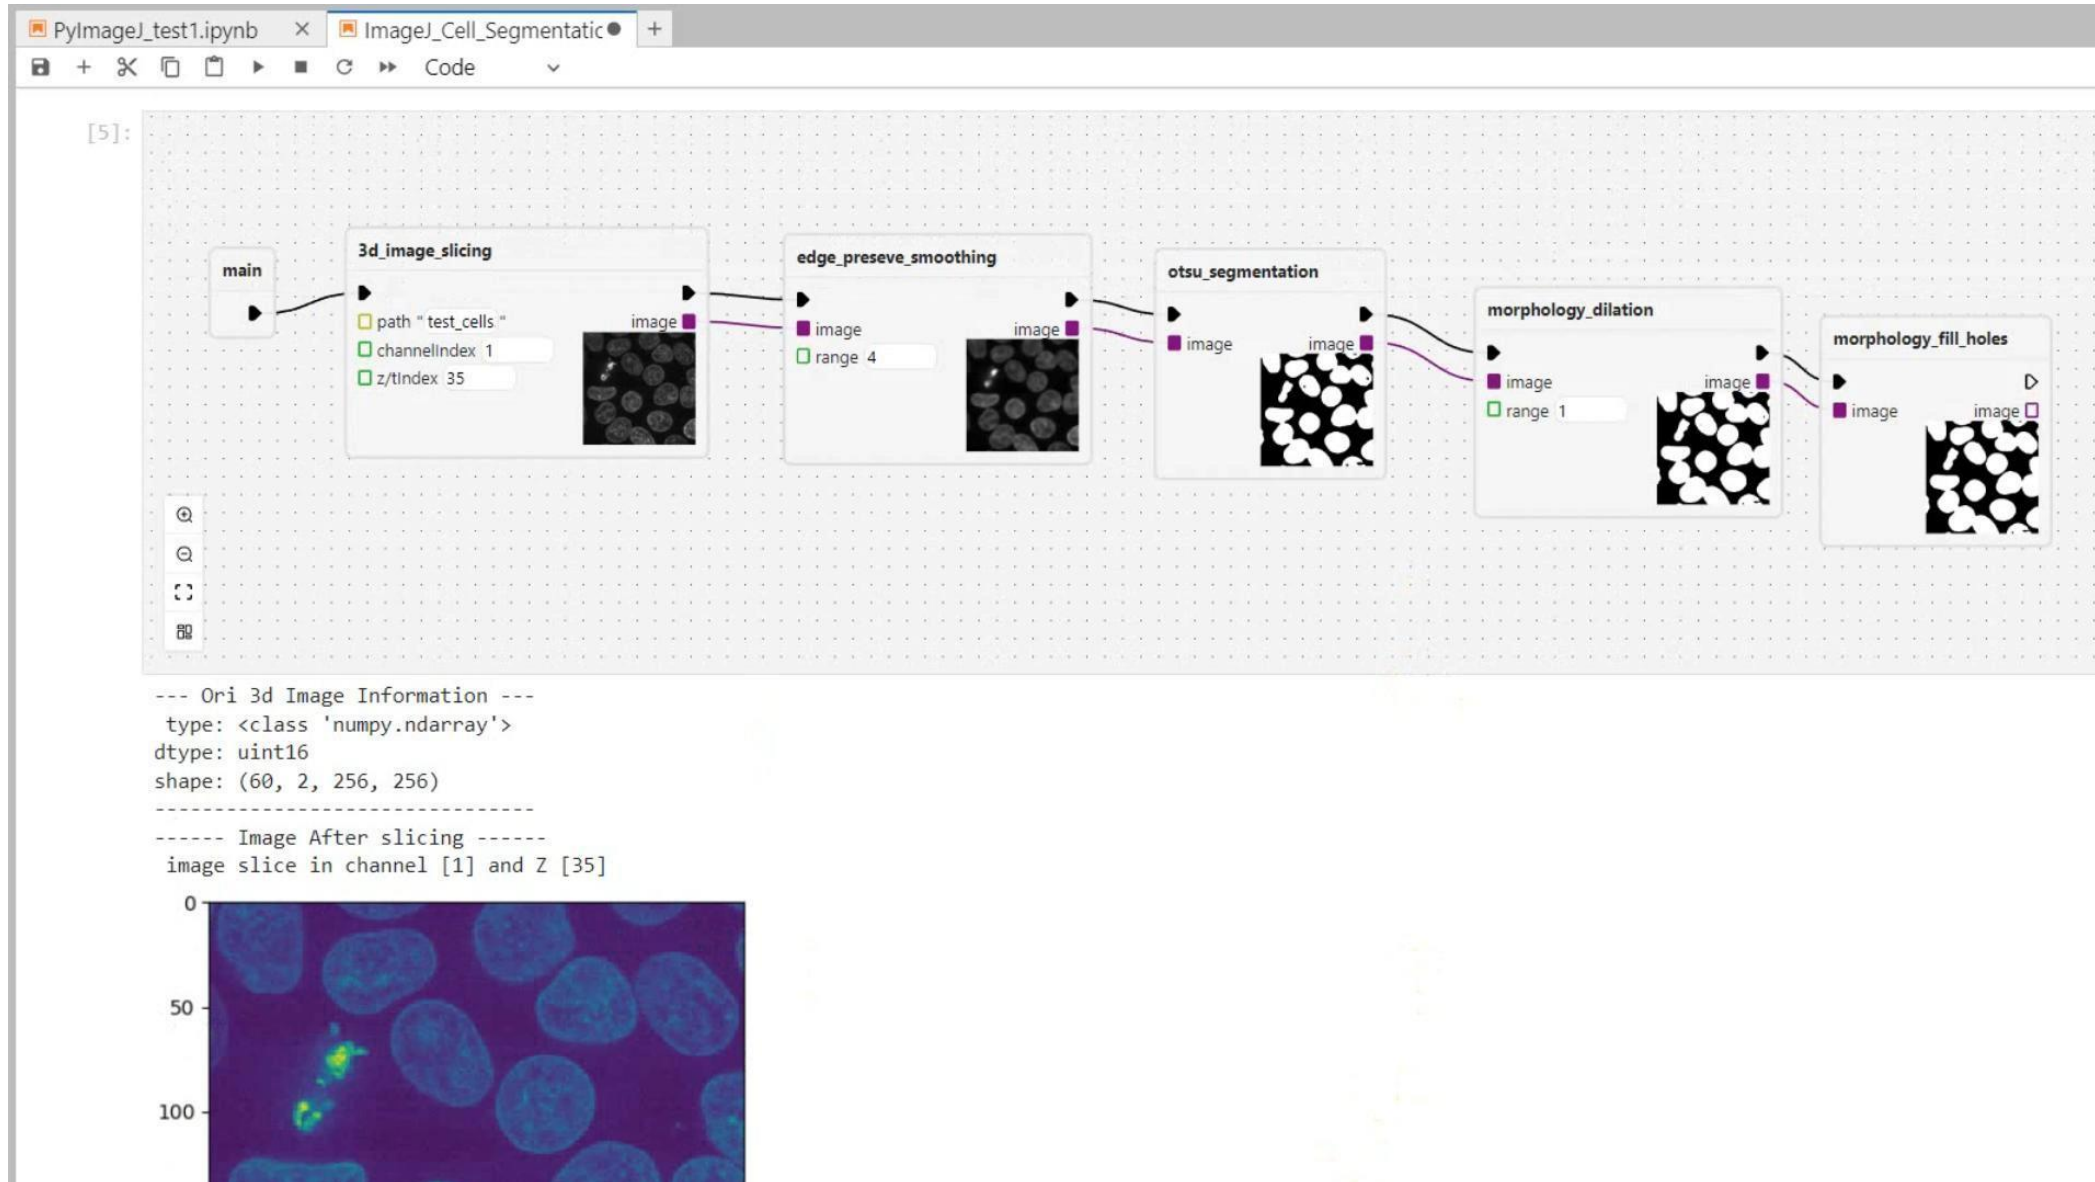 PyImageJ_test1.ipynb
ImageJ_Cell_Segmentatic
Code
[5]:
main
3d_image_slicing
path " test_cells "
image
channelIndex 1
z/tIndex 35
edge_preseve_smoothing
image
image
range 4
otsu_segmentation
image
image
morphology_dilation
image
image
range 1
morphology_fill_holes
image
image
--- Ori 3d Image Information ---
type: <class 'numpy.ndarray'>
dtype: uint16
shape: (60, 2, 256, 256)
--------------------------------
------ Image After slicing ------
image slice in channel [1] and Z [35]
0
50
100